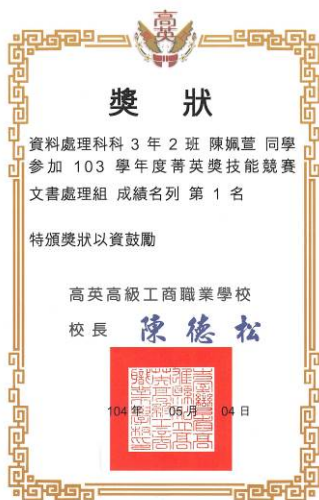 高英
獎 狀
資料處理科科 3 年 2 班 陳姵萱 同學
參加 103 學年度菁英獎技能競賽
文書處理組 成績名列 第 1 名
特頒獎狀以資鼓勵
高英高級工商職業學校
校長 陳德松
104 年 05 月 04 日